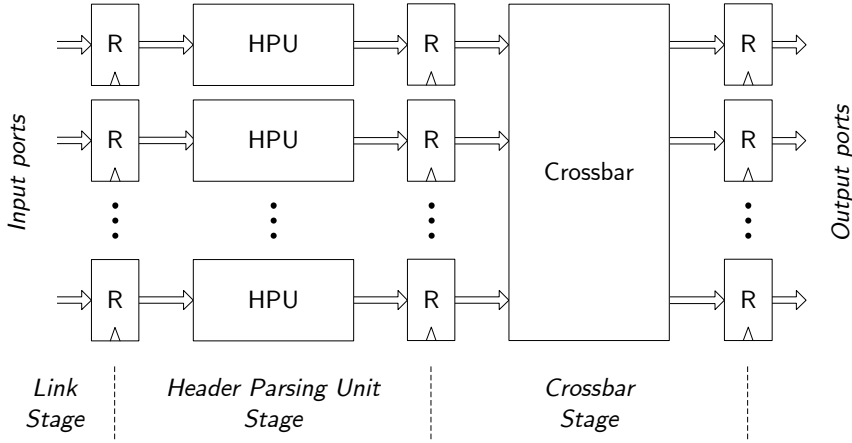 R HPU R R
R HPU R Crossbar R
R HPU R R
Input ports
Output ports
Link Stage
Header Parsing Unit Stage
Crossbar Stage